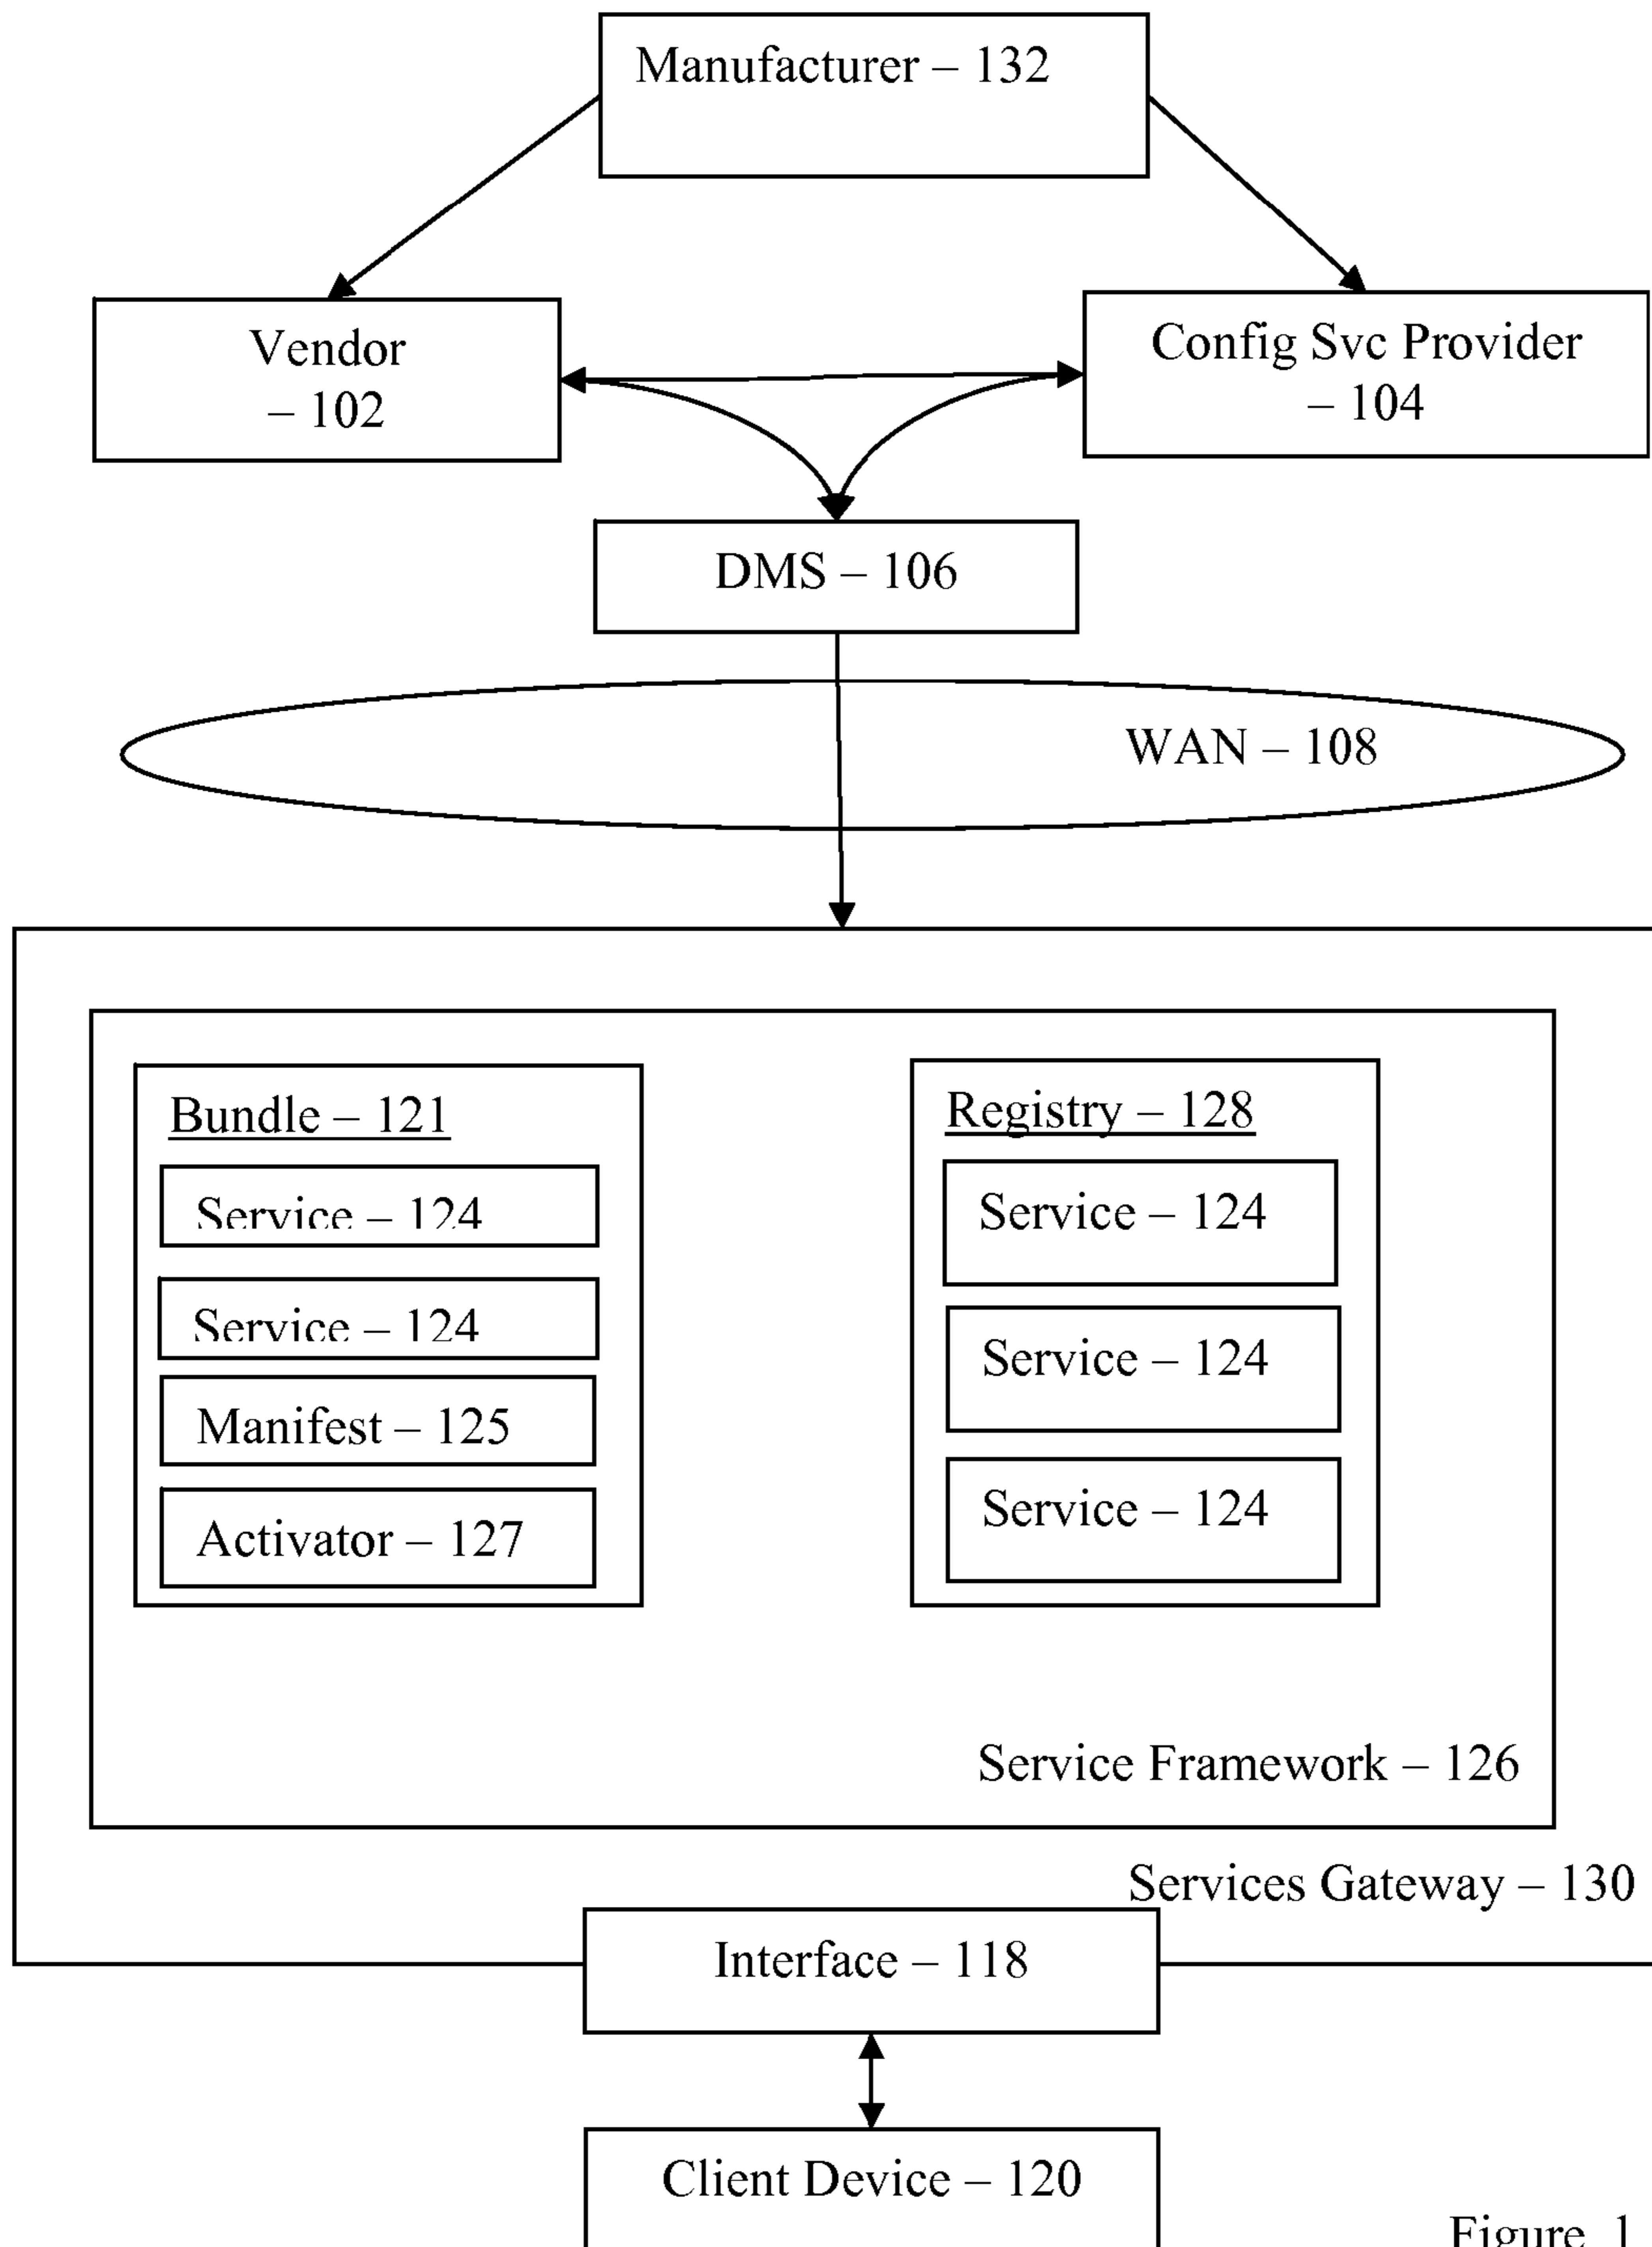 Manufacturer – 132
Vendor
– 102
Config Svc Provider
– 104
DMS – 106
WAN – 108
Bundle – 121
Service – 124
Service – 124
Manifest – 125
Activator – 127
Registry – 128
Service – 124
Service – 124
Service – 124
Service Framework – 126
Services Gateway – 130
Interface – 118
Client Device – 120
Figure 1